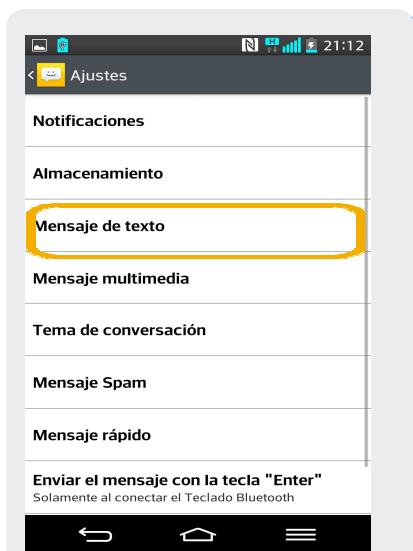 21:12
Ajustes
Notificaciones
Almacenamiento
Mensaje de texto
Mensaje multimedia
Tema de conversación
Mensaje Spam
Mensaje rápido
Enviar el mensaje con la tecla "Enter"
Solamente al conectar el Teclado Bluetooth